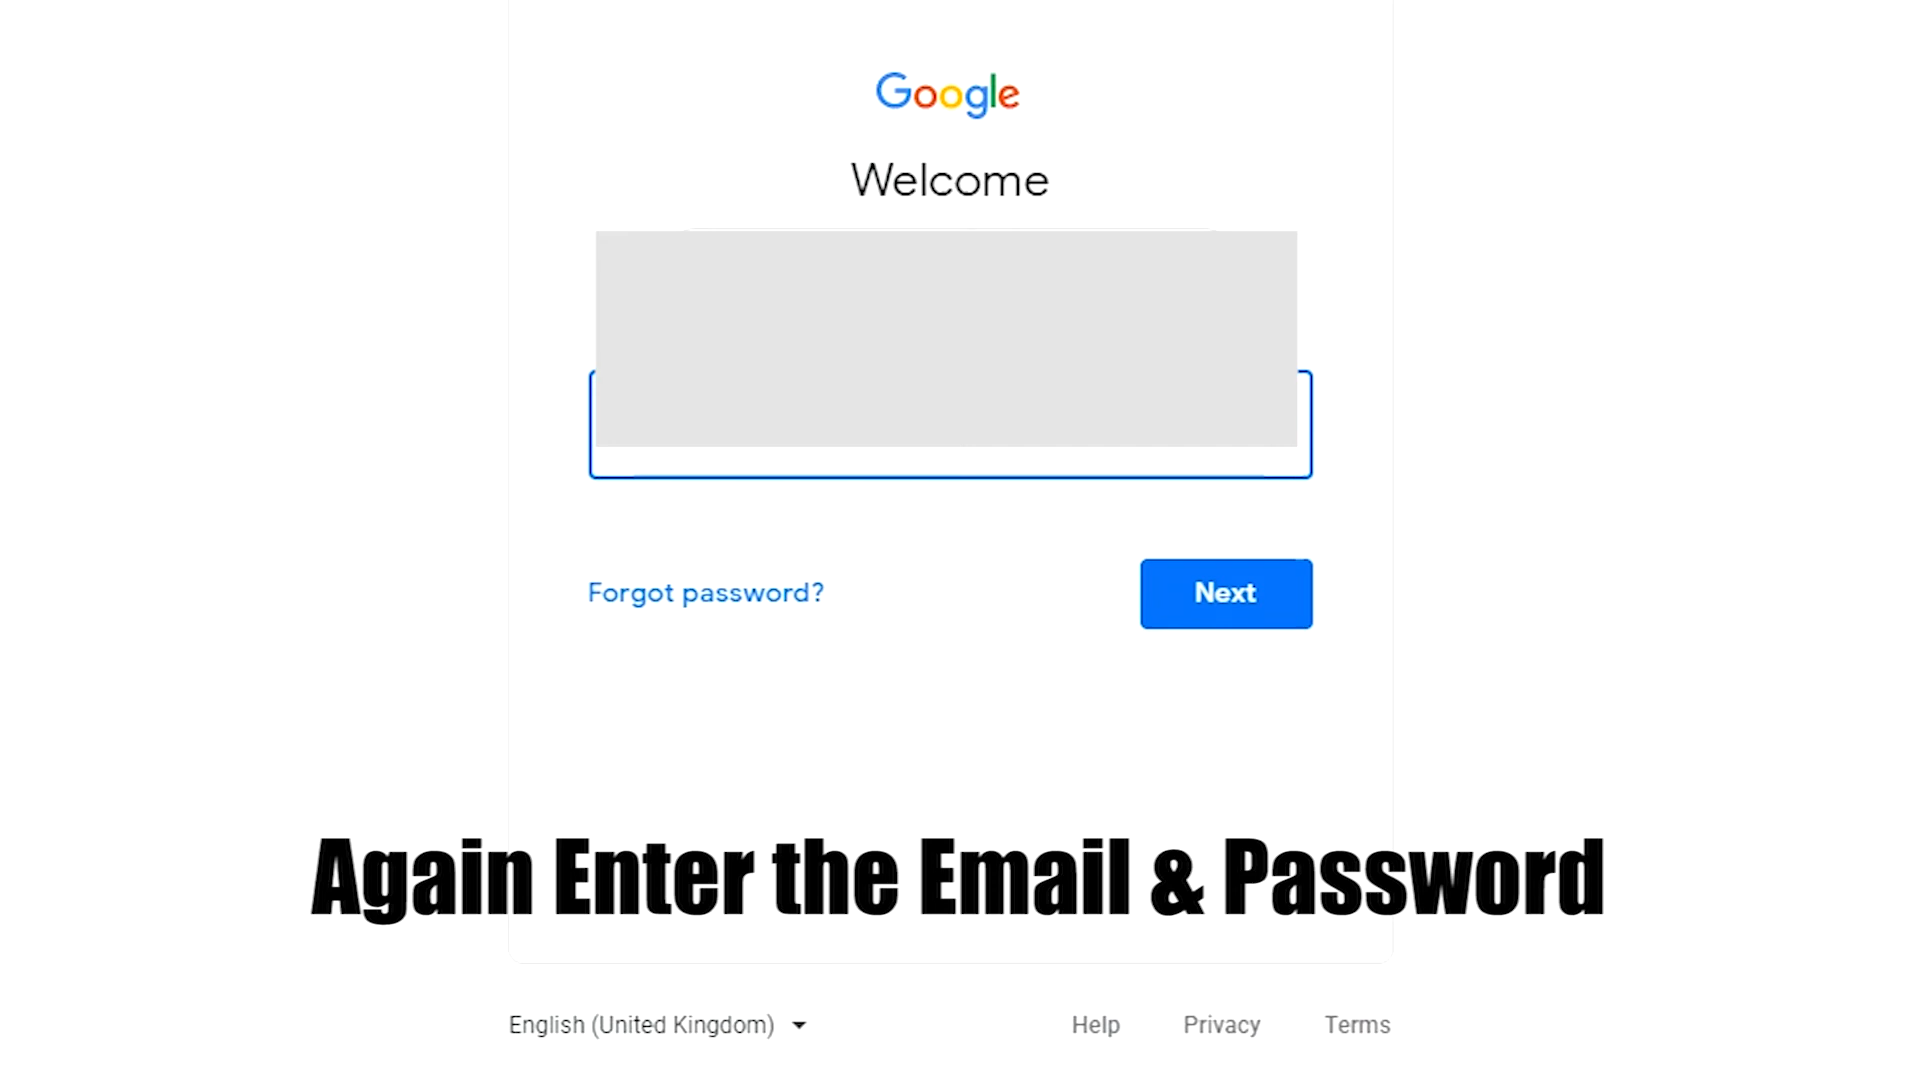 Google
Welcome
Forgot password?
Next
Again Enter the Email & Password
English (United Kingdom)
Help Privacy Terms